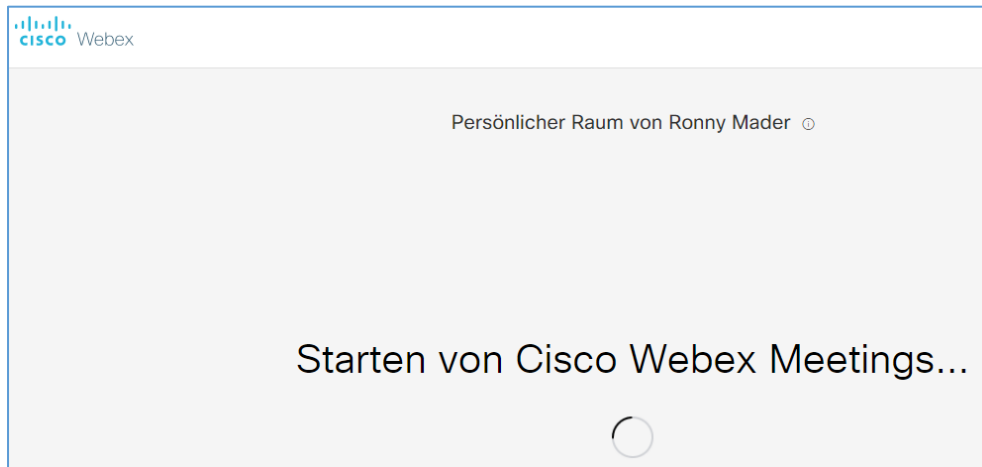 cisco Webex
Persönlicher Raum von Ronny Mader
Starten von Cisco Webex Meetings...